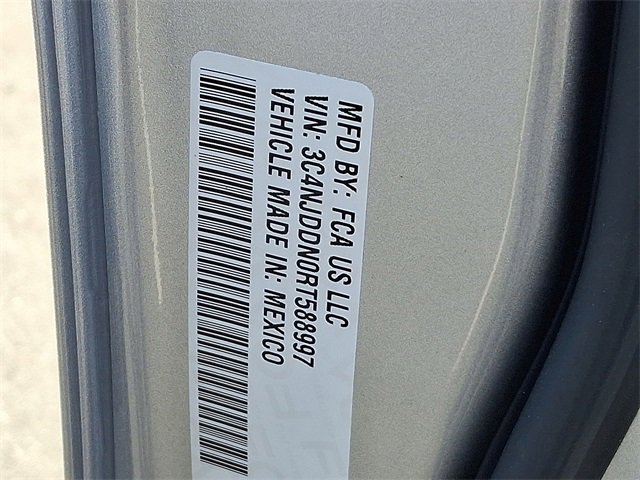 MFD BY: FCA US LLC
VIN: 3C4NJDDN0RT588997
VEHICLE MADE IN: MEXICO